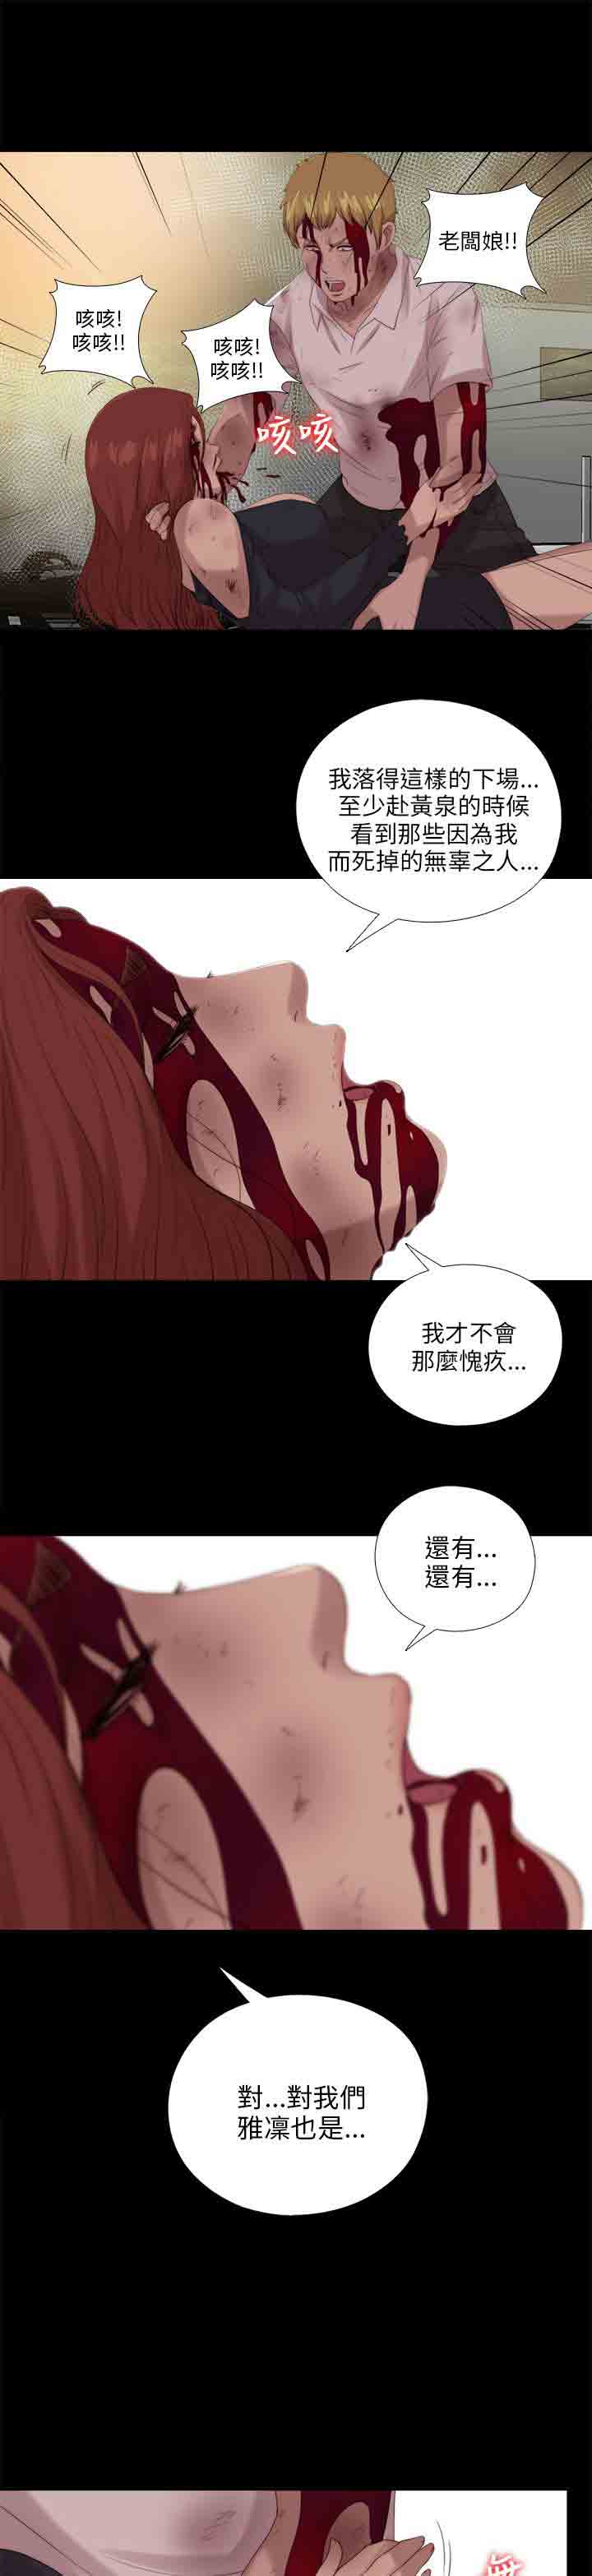 老闆娘!!
咳咳!
咳咳!!
咳咳!
咳咳!!
咳咳
我落得這樣的下場...
至少赴黃泉的時候
看到那些因為我
而死掉的無辜之人...
我才不會
那麼愧疚...
還有...
還有...
對...對我們
雅凜也是...